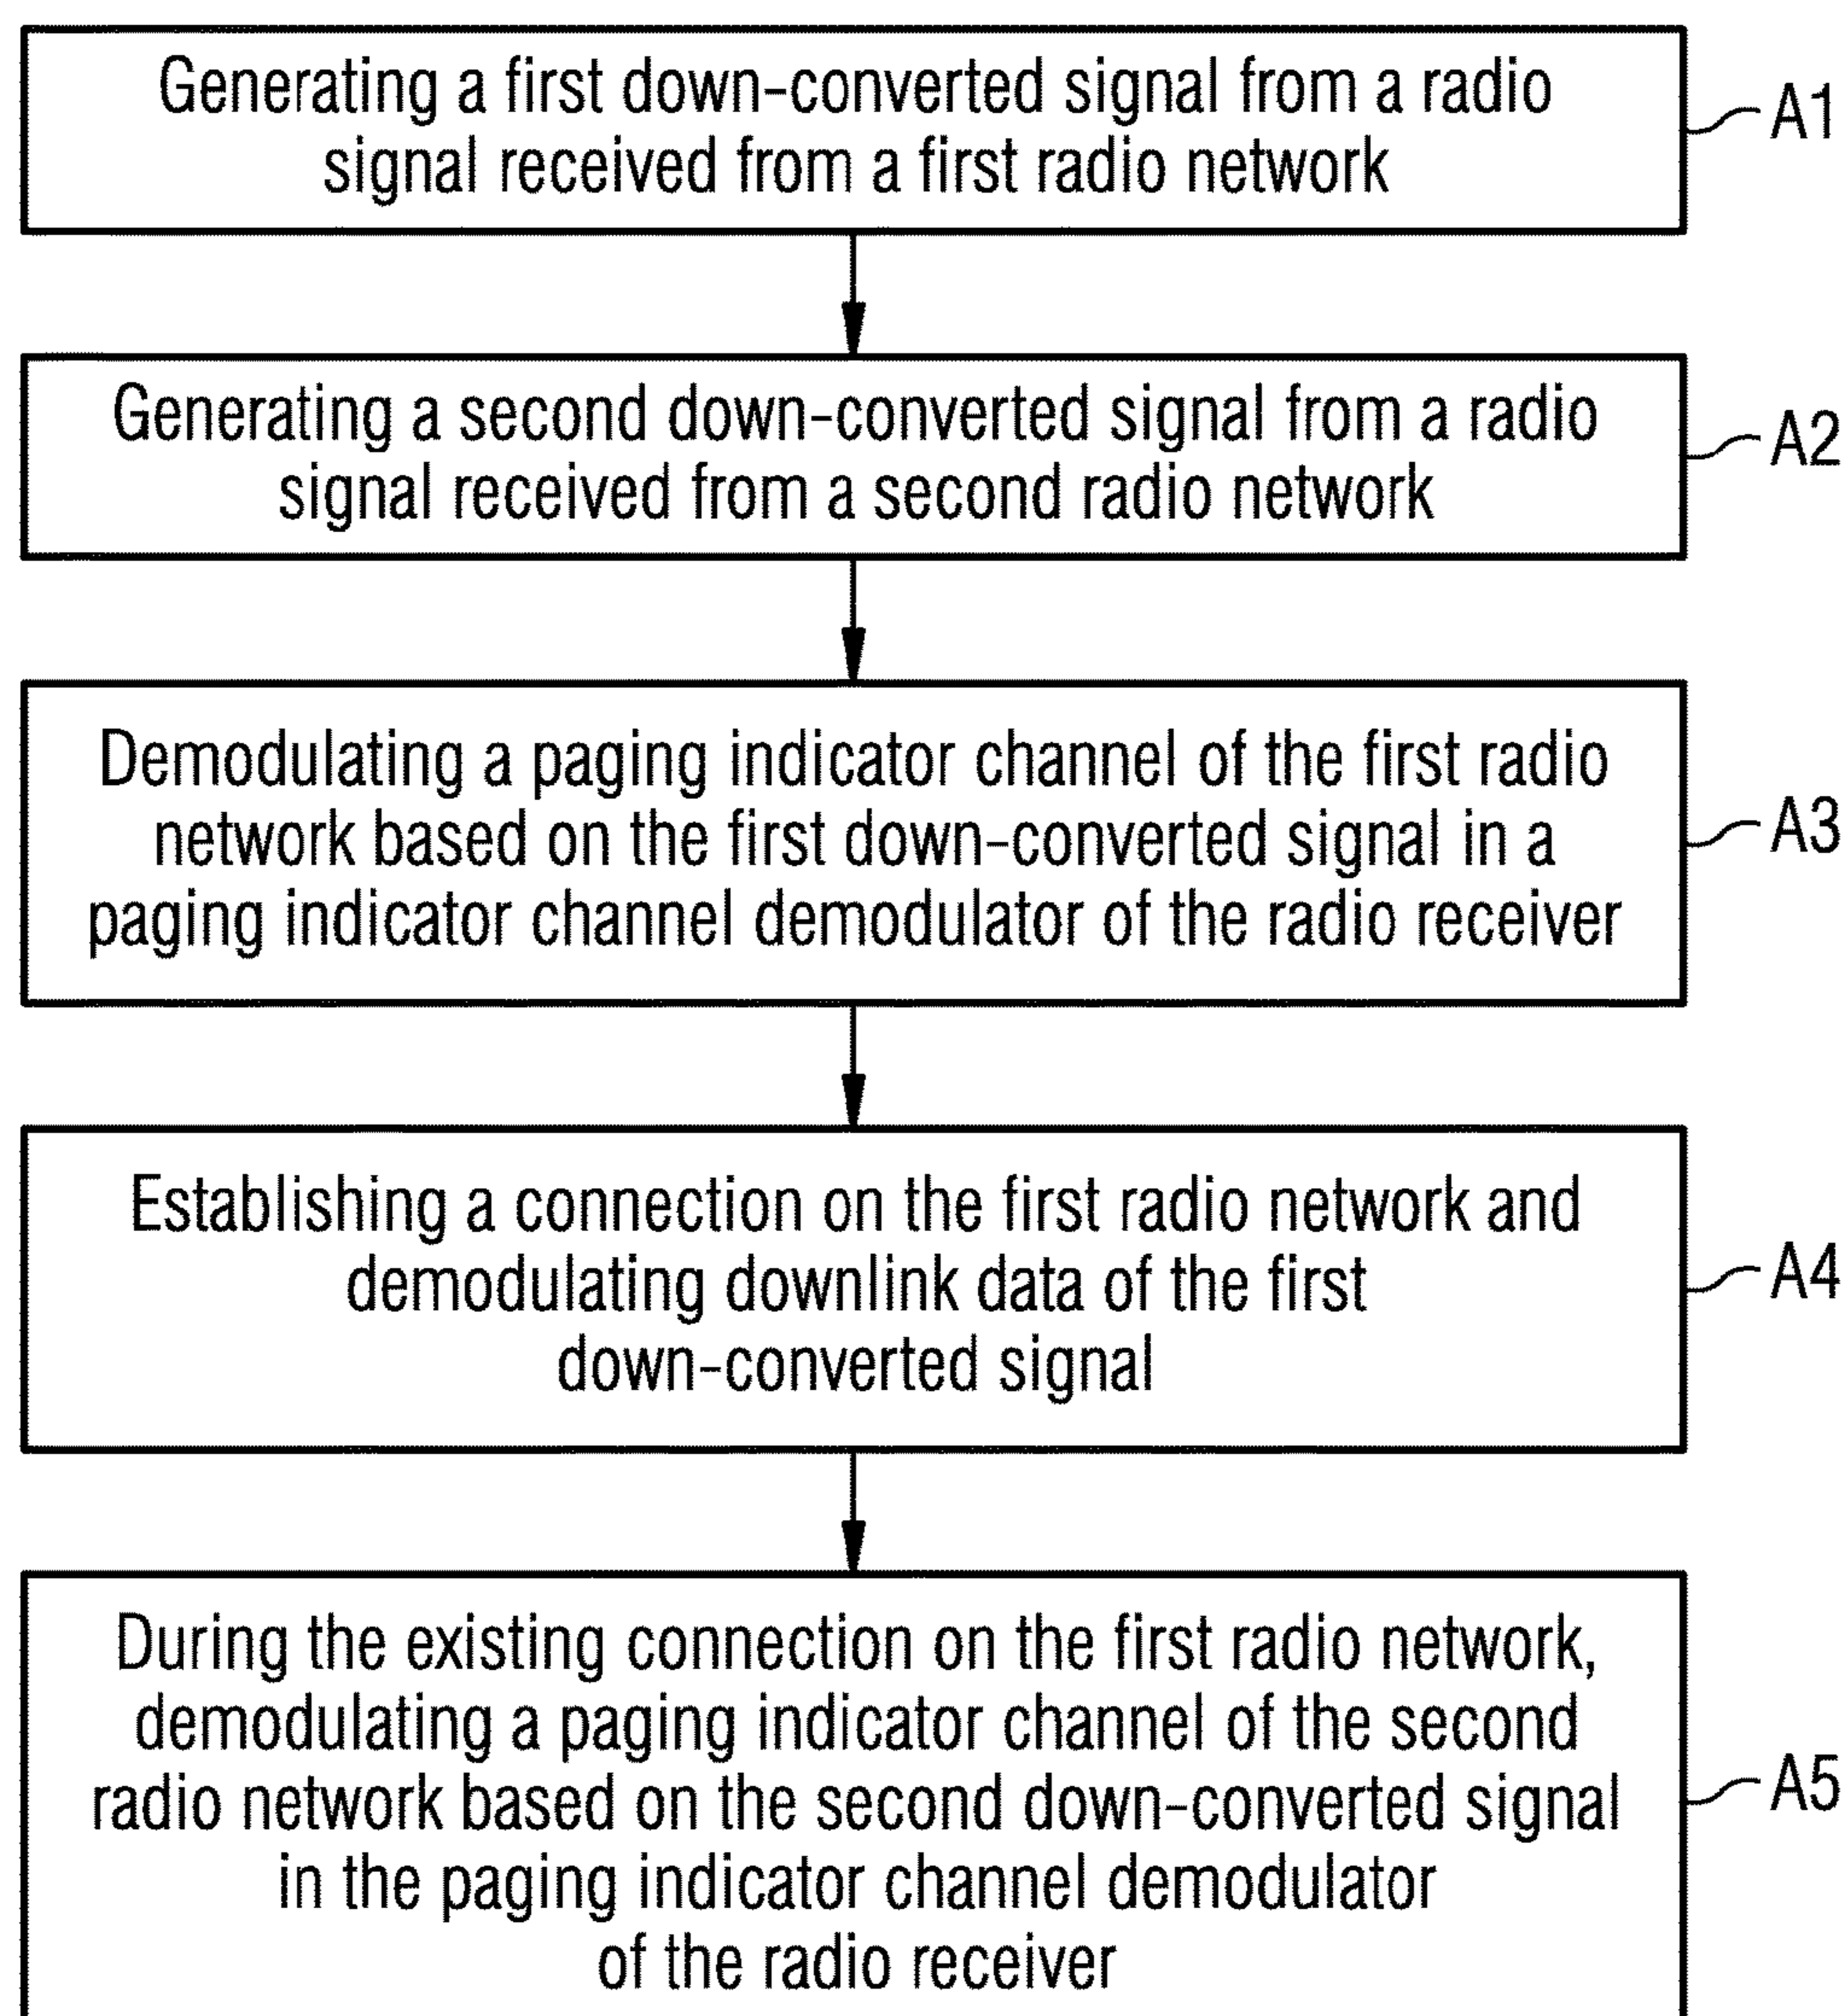 Generating a first down-converted signal from a radio
signal received from a first radio network
A1
Generating a second down-converted signal from a radio
signal received from a second radio network
A2
Demodulating a paging indicator channel of the first radio
network based on the first down-converted signal in a
paging indicator channel demodulator of the radio receiver
A3
Establishing a connection on the first radio network and
demodulating downlink data of the first
down-converted signal
A4
During the existing connection on the first radio network,
demodulating a paging indicator channel of the second
radio network based on the second down-converted signal
in the paging indicator channel demodulator
of the radio receiver
A5